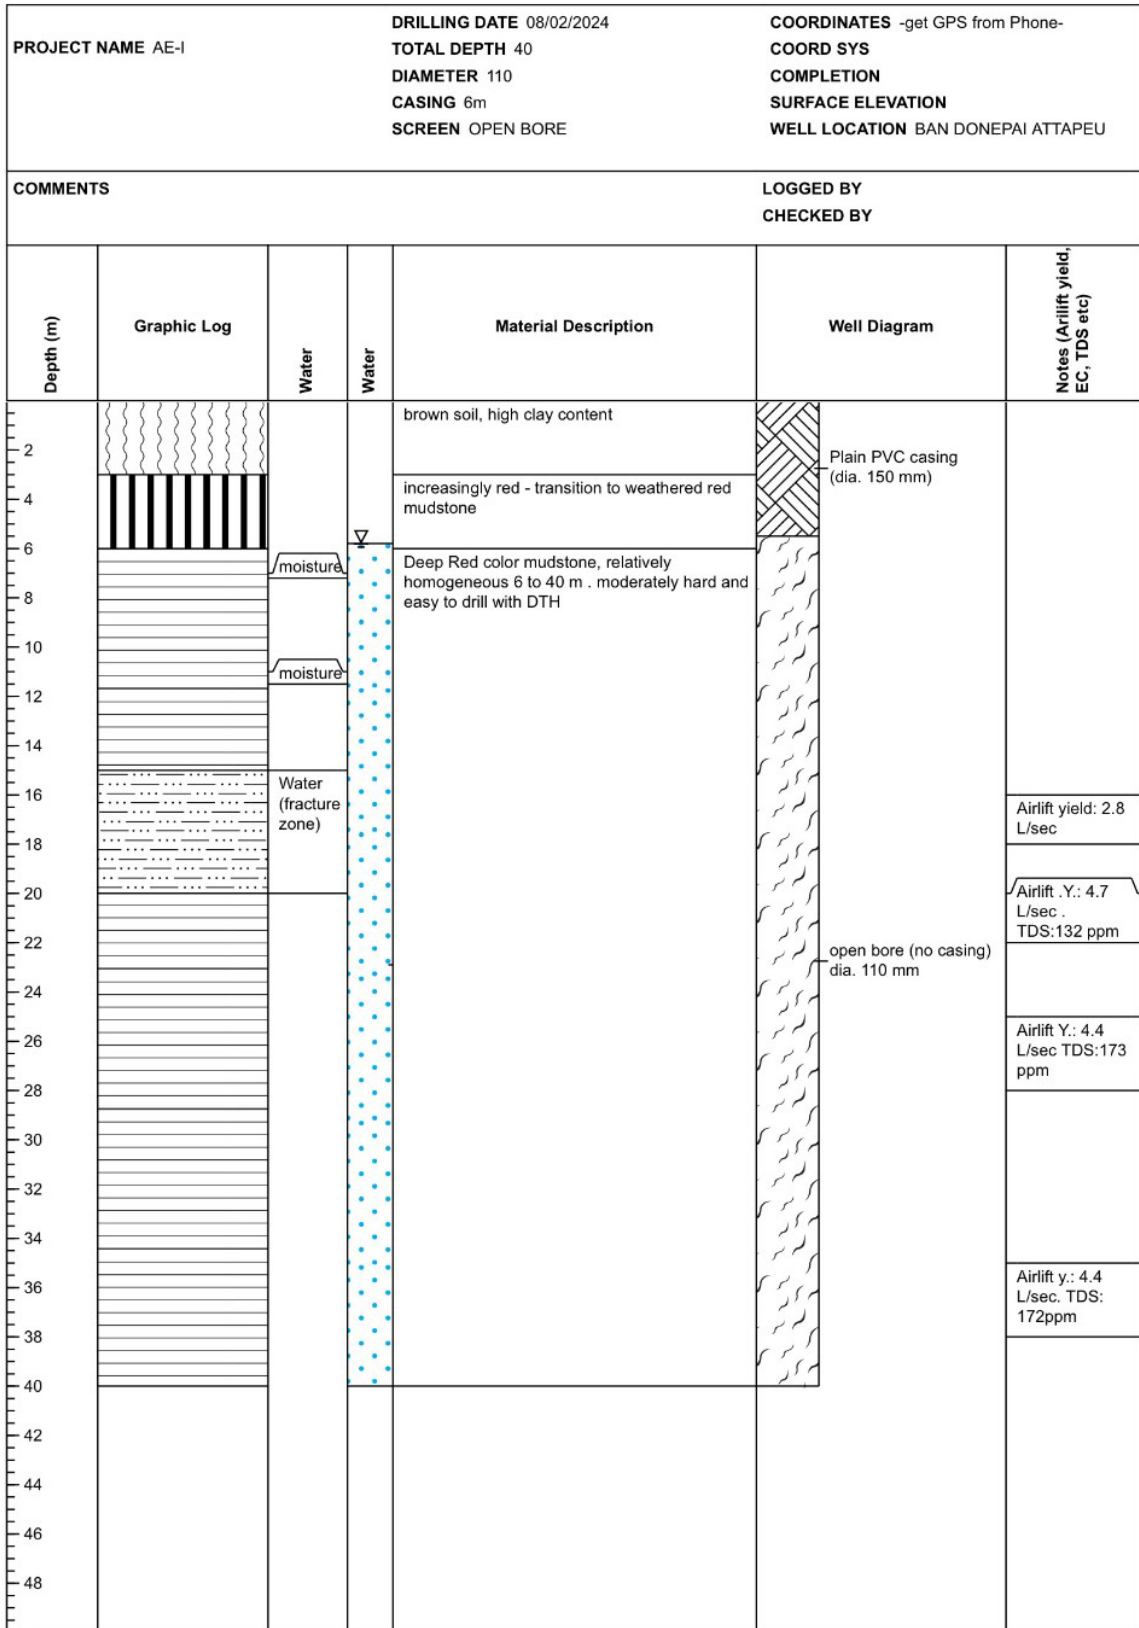 PROJECT NAME AE-I
DRILLING DATE 08/02/2024
TOTAL DEPTH 40
DIAMETER 110
CASING 6m
SCREEN OPEN BORE
COORDINATES -get GPS from Phone-
COORD SYS
COMPLETION
SURFACE ELEVATION
WELL LOCATION BAN DONEPAI ATTAPEU
COMMENTS
LOGGED BY
CHECKED BY
Depth (m)
Graphic Log
Water
Water
Material Description
Well Diagram
Notes (Arilift yield,
EC, TDS etc)
brown soil, high clay content
2
Plain PVC casing
(dia. 150 mm)
4
increasingly red - transition to weathered red
mudstone
6
moisture
Deep Red color mudstone, relatively
homogeneous 6 to 40 m . moderately hard and
easy to drill with DTH
8
10
moisture
12
14
Water
(fracture
zone)
16
Airlift yield: 2.8
L/sec
18
20
Airlift .Y.: 4.7
L/sec .
TDS:132 ppm
22
open bore (no casing)
dia. 110 mm
24
26
Airlift Y.: 4.4
L/sec TDS:173
ppm
28
30
32
34
36
Airlift y.: 4.4
L/sec. TDS:
172ppm
38
40
42
44
46
48